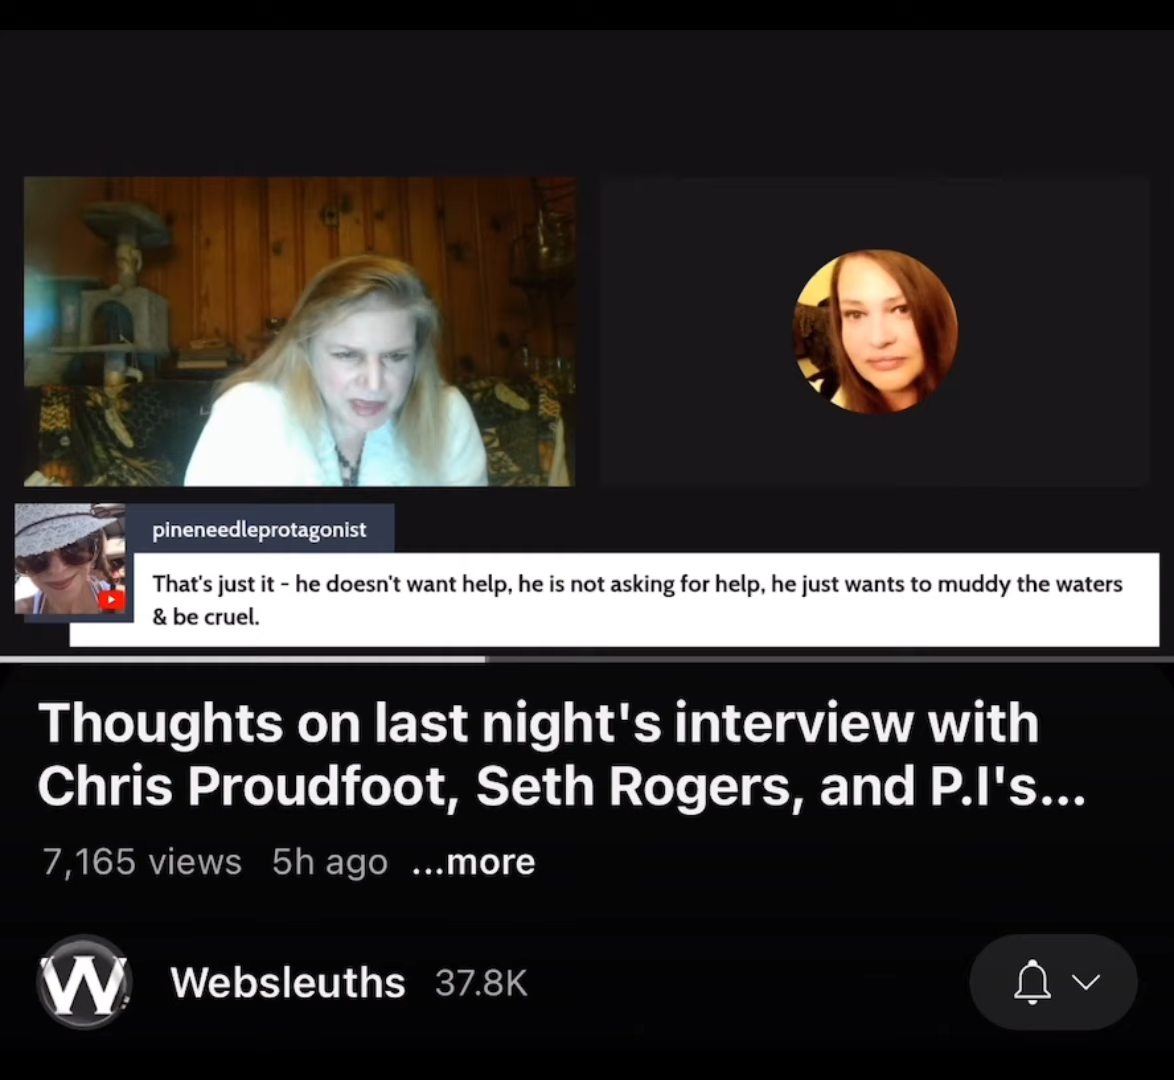 pineneedleprotagonist
That's just it - he doesn't want help, he is not asking for help, he just wants to muddy the waters
& be cruel.
Thoughts on last night's interview with
Chris Proudfoot, Seth Rogers, and P.I's...
7,165 views 5h ago ...more
W Websleuths 37.8K